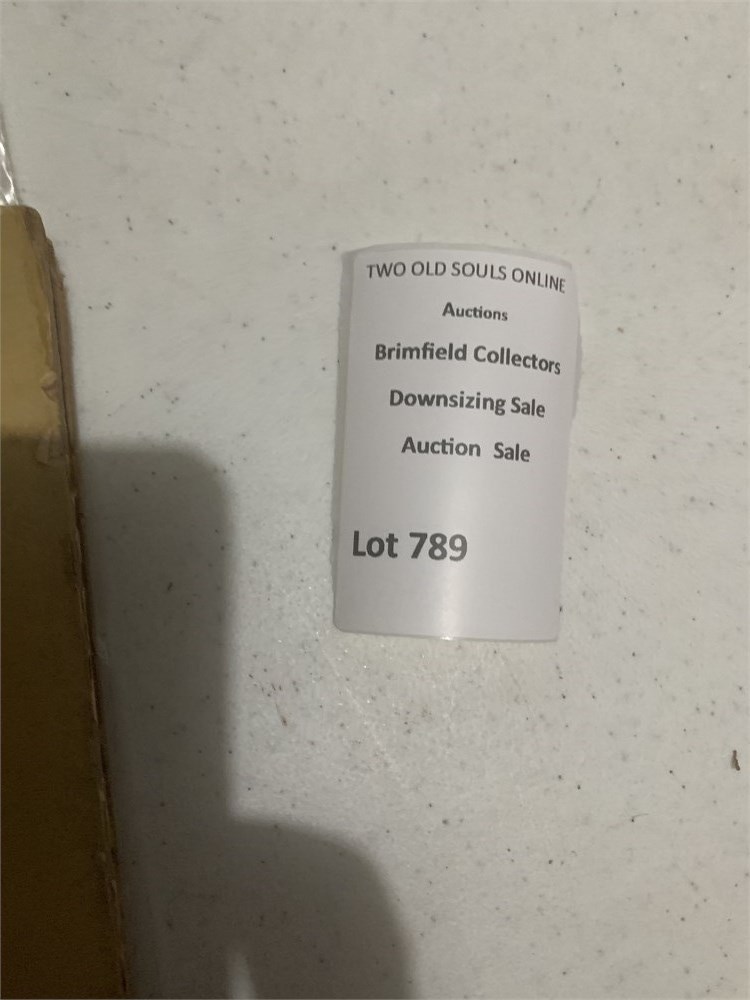 TWO OLD SOULS ONLINE
Auctions
Brimfield Collectors
Downsizing Sale
Auction Sale
Lot 789